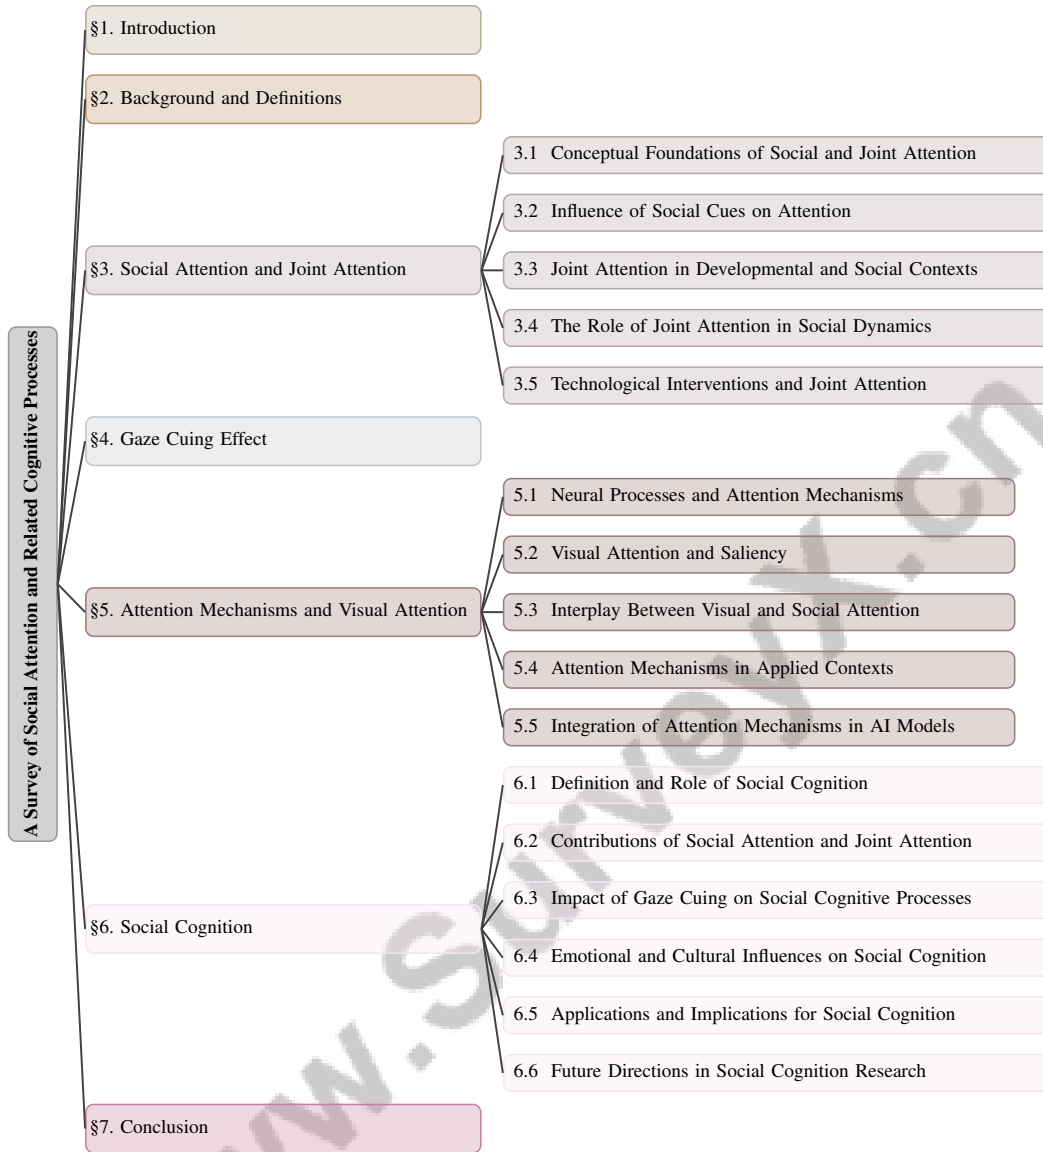 A Survey of Social Attention and Related Cognitive Processes
§1. Introduction
§2. Background and Definitions
§3. Social Attention and Joint Attention
3.1 Conceptual Foundations of Social and Joint Attention
3.2 Influence of Social Cues on Attention
3.3 Joint Attention in Developmental and Social Contexts
3.4 The Role of Joint Attention in Social Dynamics
3.5 Technological Interventions and Joint Attention
§4. Gaze Cuing Effect
§5. Attention Mechanisms and Visual Attention
5.1 Neural Processes and Attention Mechanisms
5.2 Visual Attention and Saliency
5.3 Interplay Between Visual and Social Attention
5.4 Attention Mechanisms in Applied Contexts
5.5 Integration of Attention Mechanisms in AI Models
§6. Social Cognition
6.1 Definition and Role of Social Cognition
6.2 Contributions of Social Attention and Joint Attention
6.3 Impact of Gaze Cuing on Social Cognitive Processes
6.4 Emotional and Cultural Influences on Social Cognition
6.5 Applications and Implications for Social Cognition
6.6 Future Directions in Social Cognition Research
§7. Conclusion
www.SurveyX.cn